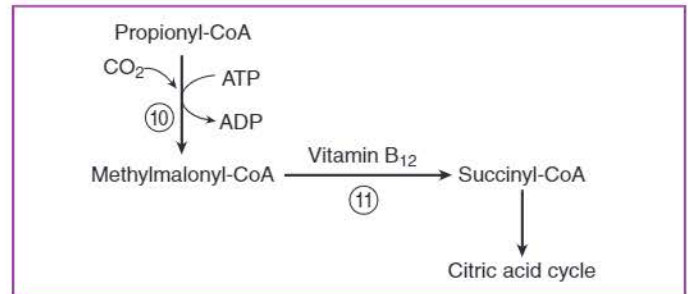 Propionyl-CoA
CO2
ATP
10
ADP
Methylmalonyl-CoA
Vitamin B12
Succinyl-CoA
11
Citric acid cycle